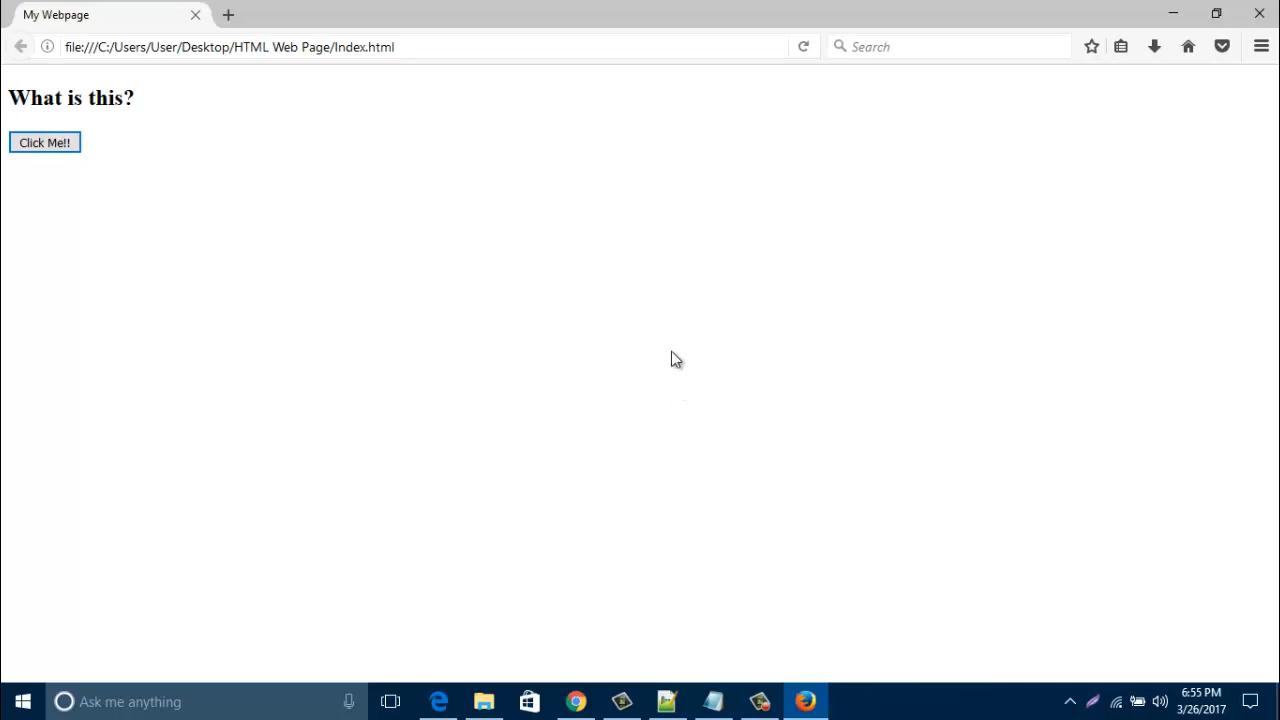 My Webpage
file:///C:/Users/User/Desktop/HTML Web Page/Index.html
Search
What is this?
Click Me!!
Ask me anything
6:55 PM
3/26/2017